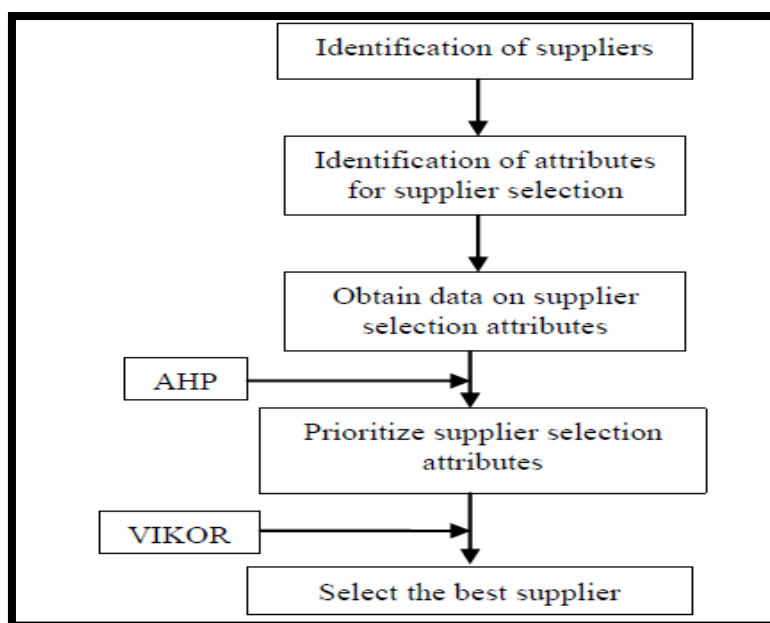 Identification of suppliers
Identification of attributes
for supplier selection
Obtain data on supplier
selection attributes
AHP
Prioritize supplier selection
attributes
VIKOR
Select the best supplier